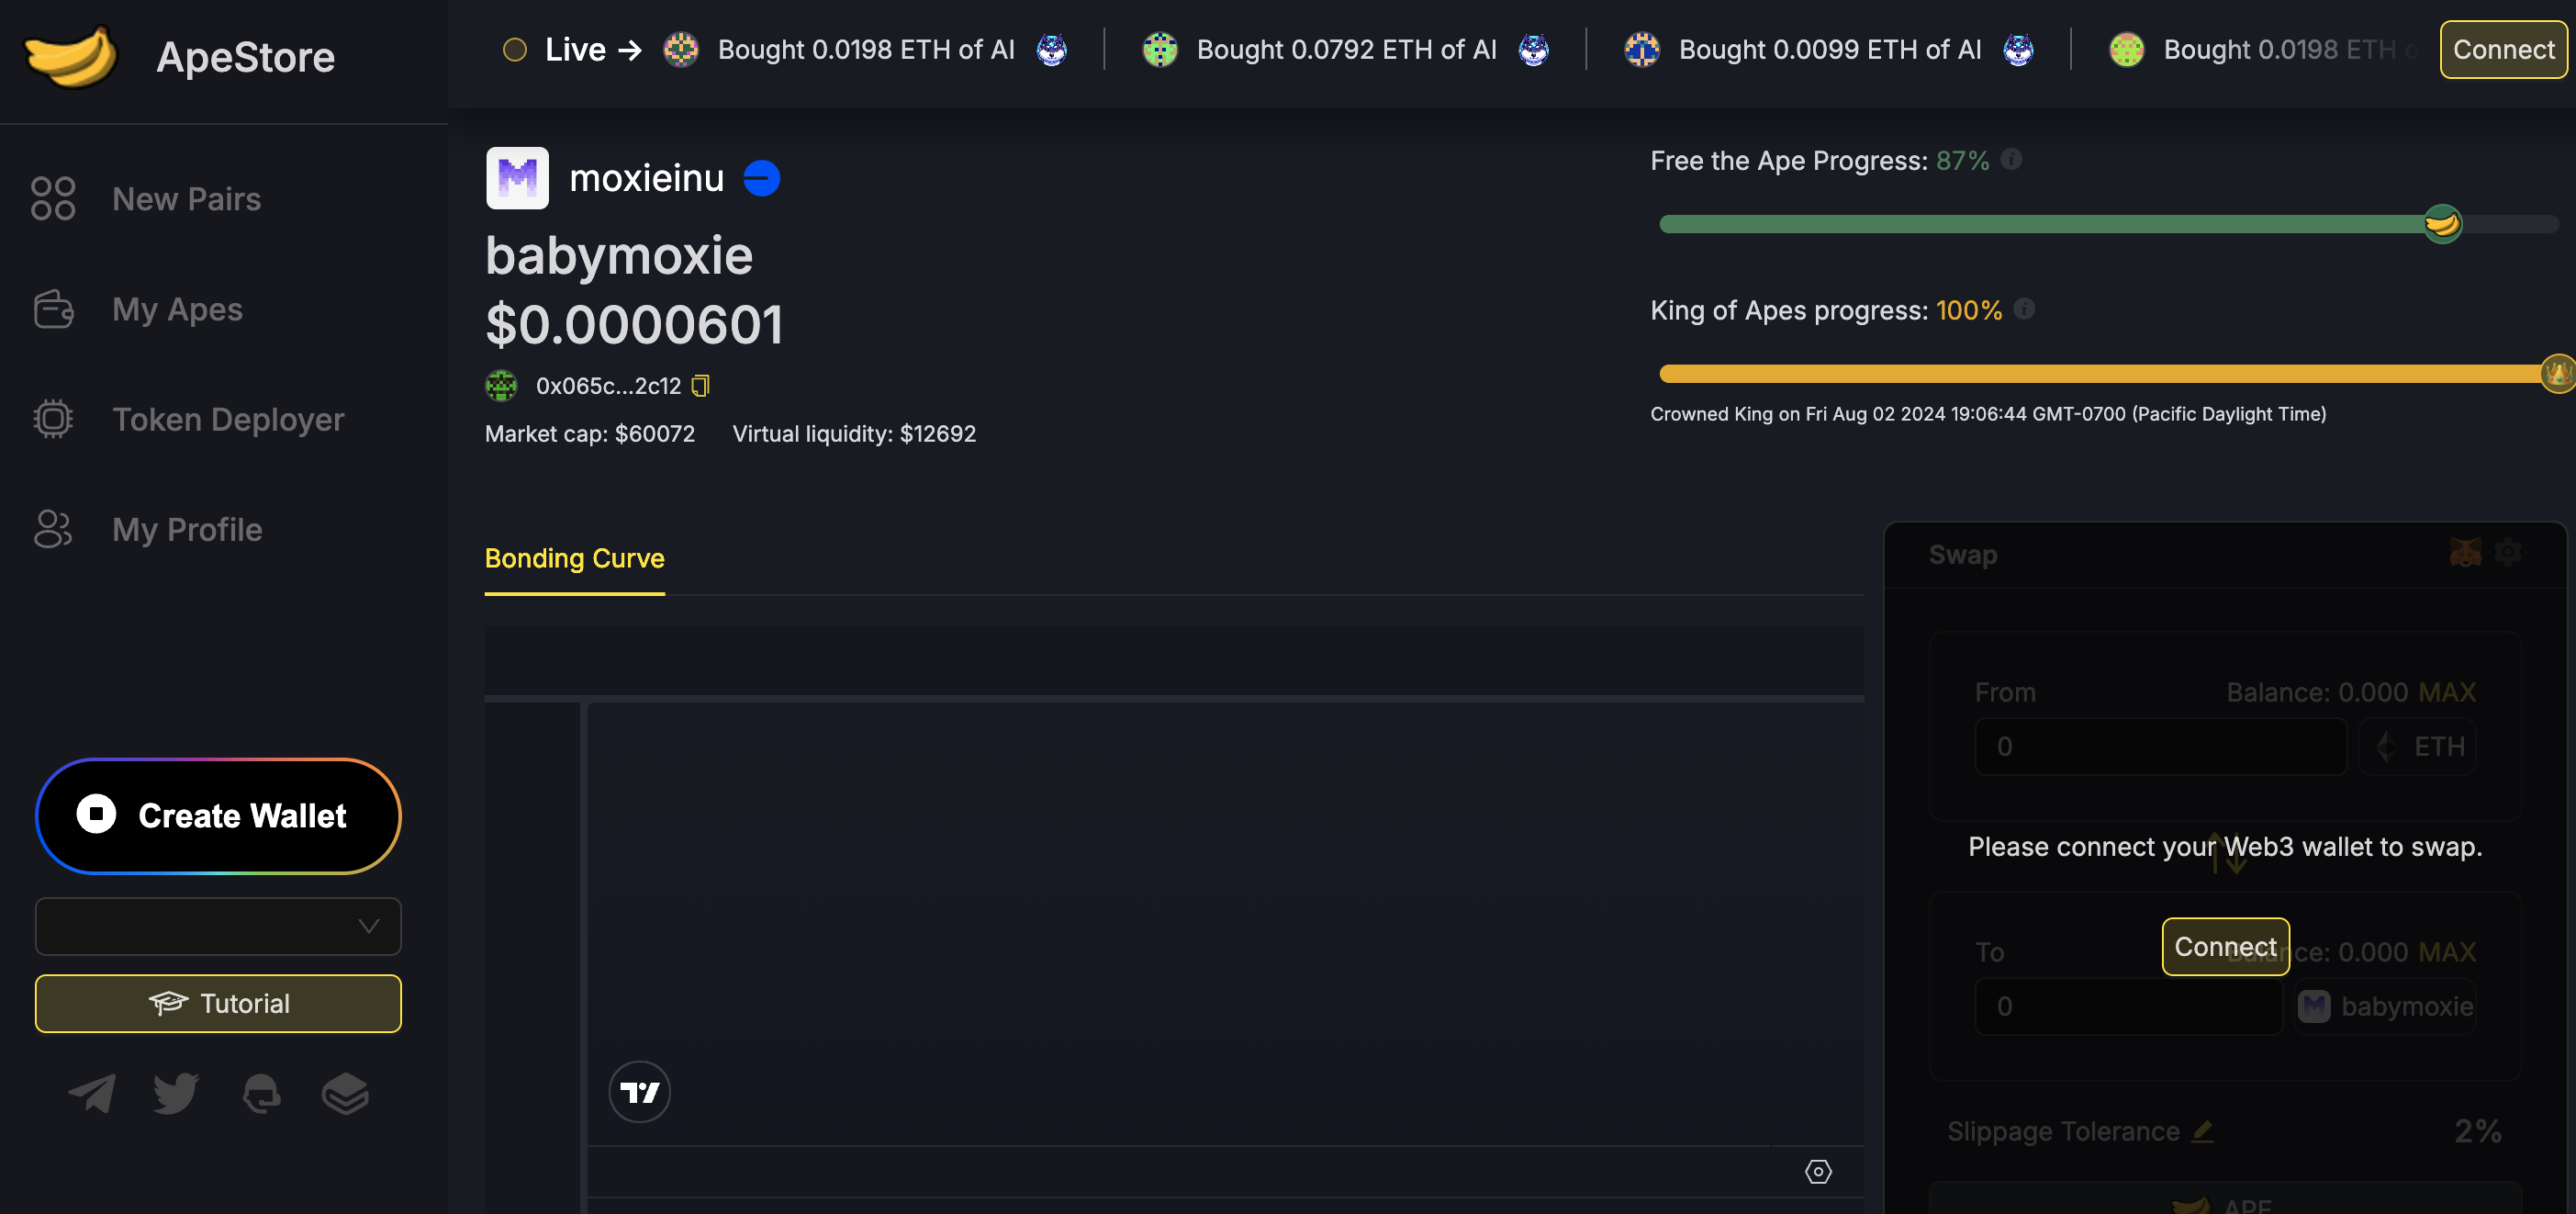 ApeStore
Live → Bought 0.0198 ETH of AI Bought 0.0792 ETH of AI Bought 0.0099 ETH of AI Bought 0.0198 ETH o
Connect
New Pairs
My Apes
Token Deployer
My Profile
Create Wallet
Tutorial
moxieinu
babymoxie
$0.0000601
0x065c...2c12
Market cap: $60072 Virtual liquidity: $12692
Free the Ape Progress: 87%
King of Apes progress: 100%
Crowned King on Fri Aug 02 2024 19:06:44 GMT-0700 (Pacific Daylight Time)
Bonding Curve
Swap
From Balance: 0.000 MAX
0 ETH
Please connect your Web3 wallet to swap.
Connect
To Balance: 0.000 MAX
0 babymoxie
Slippage Tolerance 2%
APE